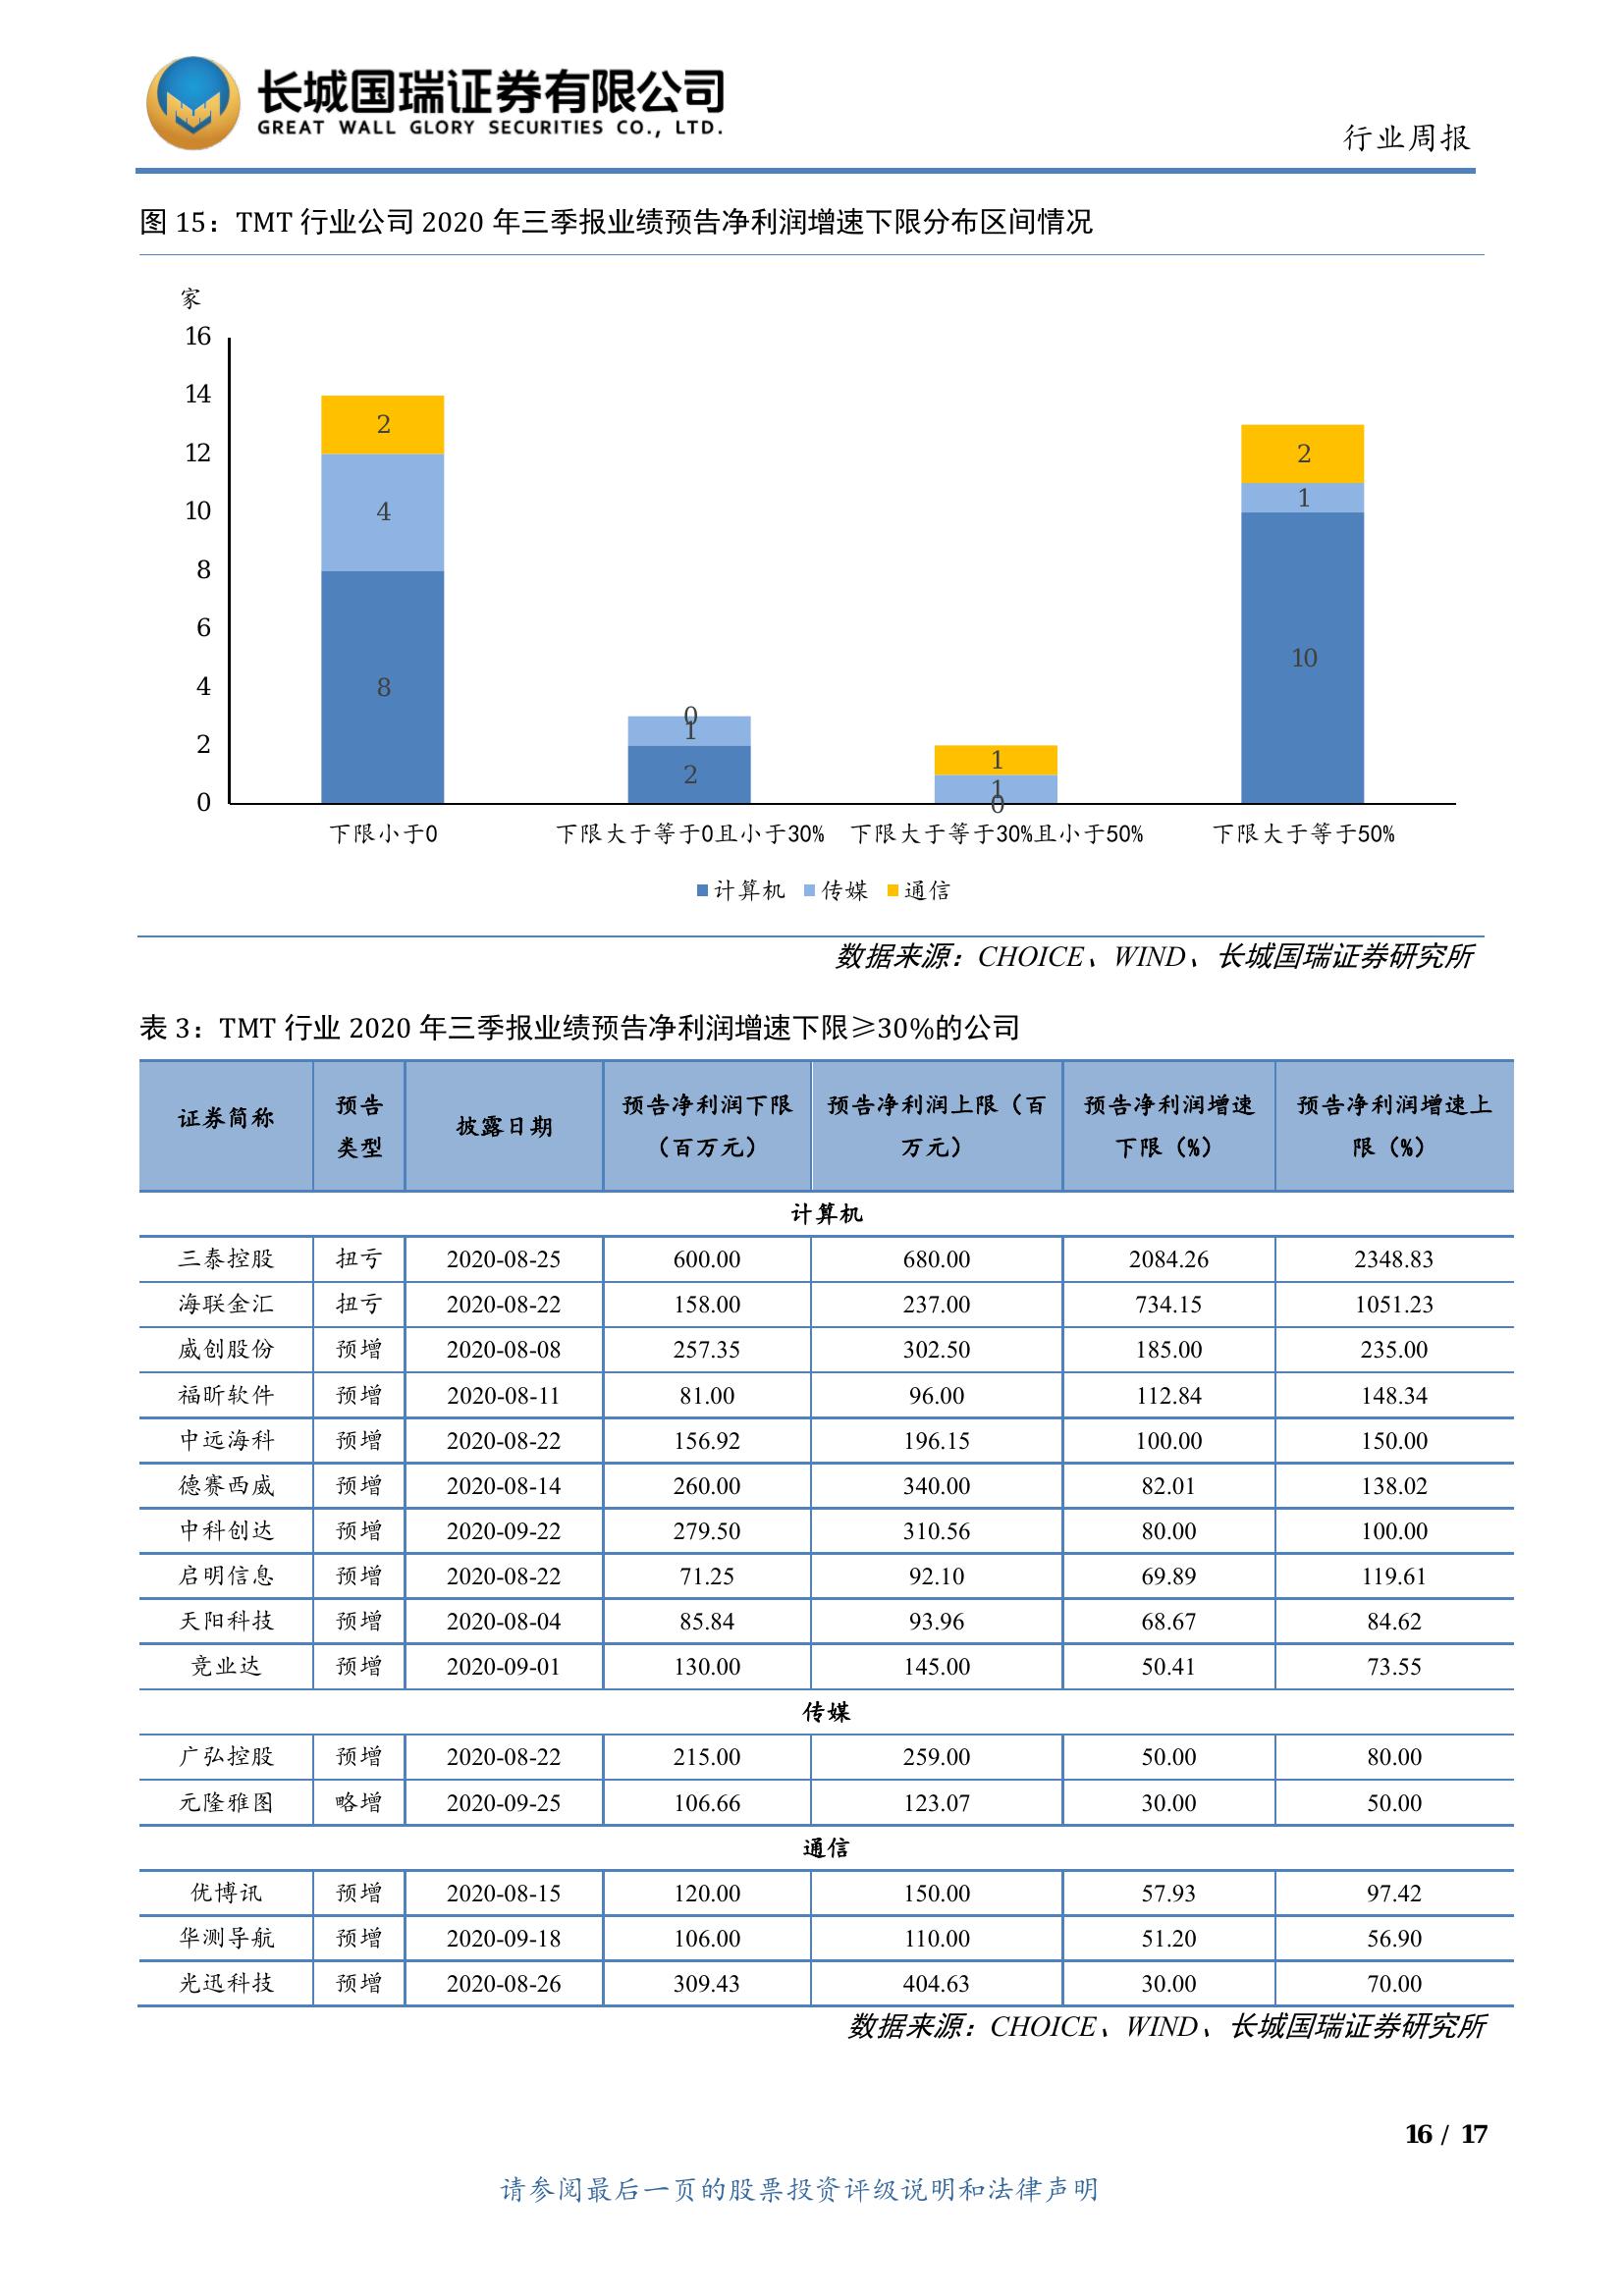 长城国瑞证券有限公司
GREAT WALL GLORY SECURITIES CO., LTD.
行业周报
图 15：TMT 行业公司 2020 年三季报业绩预告净利润增速下限分布区间情况
家
16
14
12
10
8
6
4
2
0
2
4
8
0
1
2
1
1
0
2
1
10
下限小于0 下限大于等于0且小于30% 下限大于等于30%且小于50% 下限大于等于50%
计算机 传媒 通信
数据来源：CHOICE、WIND、长城国瑞证券研究所
表 3：TMT 行业 2020 年三季报业绩预告净利润增速下限≥30%的公司
证券简称 预告类型 披露日期 预告净利润下限（百万元） 预告净利润上限（百万元） 预告净利润增速下限（%） 预告净利润增速上限（%）
计算机
三泰控股 扭亏 2020-08-25 600.00 680.00 2084.26 2348.83
海联金汇 扭亏 2020-08-22 158.00 237.00 734.15 1051.23
威创股份 预增 2020-08-08 257.35 302.50 185.00 235.00
福昕软件 预增 2020-08-11 81.00 96.00 112.84 148.34
中远海科 预增 2020-08-22 156.92 196.15 100.00 150.00
德赛西威 预增 2020-08-14 260.00 340.00 82.01 138.02
中科创达 预增 2020-09-22 279.50 310.56 80.00 100.00
启明信息 预增 2020-08-22 71.25 92.10 69.89 119.61
天阳科技 预增 2020-08-04 85.84 93.96 68.67 84.62
竞业达 预增 2020-09-01 130.00 145.00 50.41 73.55
传媒
广弘控股 预增 2020-08-22 215.00 259.00 50.00 80.00
元隆雅图 略增 2020-09-25 106.66 123.07 30.00 50.00
通信
优博讯 预增 2020-08-15 120.00 150.00 57.93 97.42
华测导航 预增 2020-09-18 106.00 110.00 51.20 56.90
光迅科技 预增 2020-08-26 309.43 404.63 30.00 70.00
数据来源：CHOICE、WIND、长城国瑞证券研究所
16 / 17
请参阅最后一页的股票投资评级说明和法律声明